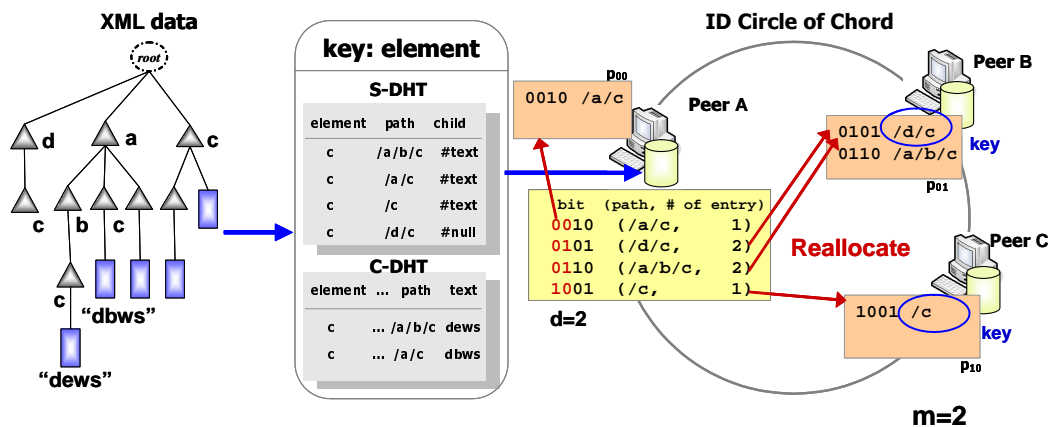 XML data
root
d
a
c
c
b
c
c
"dbws"
"dews"
key: element
S-DHT
element path child
c /a/b/c #text
c /a/c #text
c /c #text
c /d/c #null
C-DHT
element ... path text
c ... /a/b/c dews
c ... /a/c dbws
ID Circle of Chord
p00
0010 /a/c
Peer A
Peer B
0101 /d/c
0110 /a/b/c
key
p01
bit (path, # of entry)
0010 (/a/c, 1)
0101 (/d/c, 2)
0110 (/a/b/c, 2)
1001 (/c, 1)
d=2
Reallocate
Peer C
1001 /c
key
p10
m=2